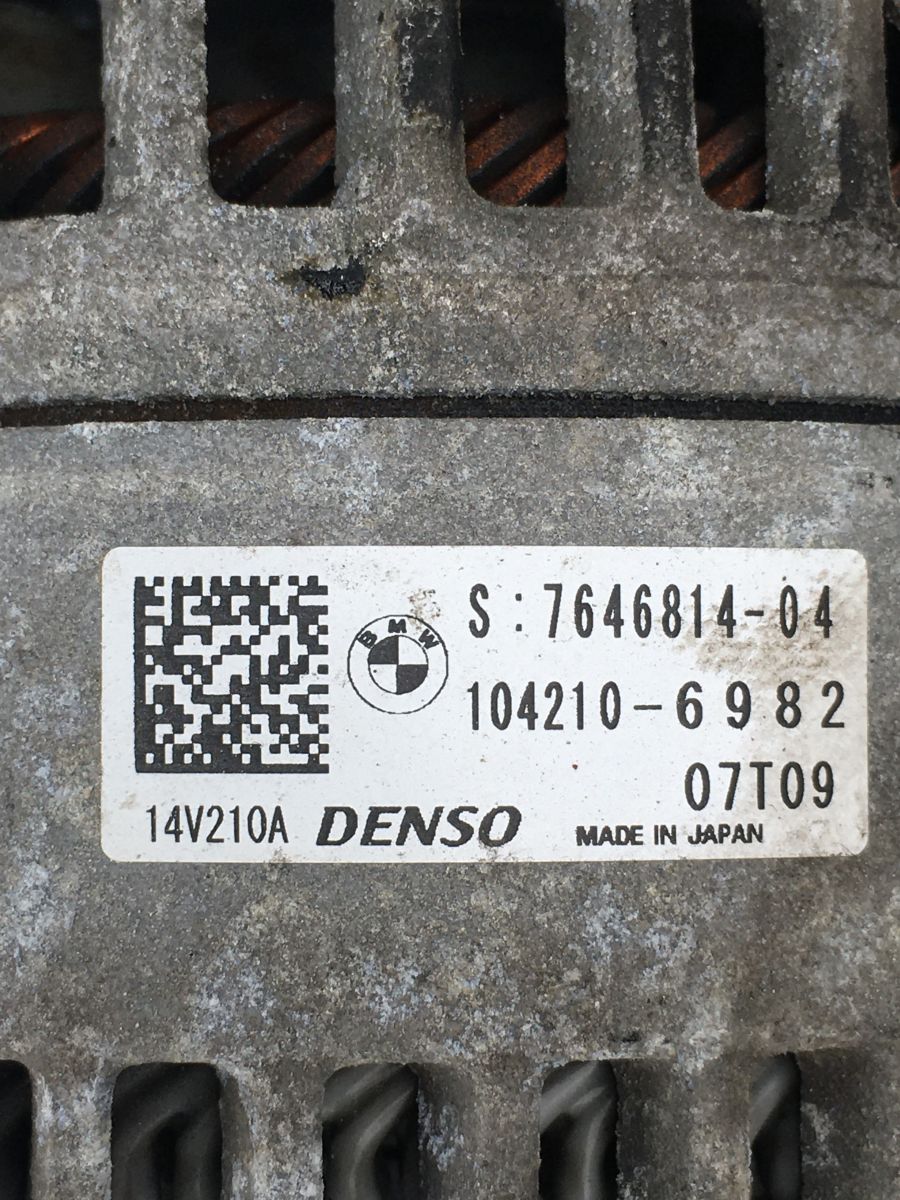 BMW
S:7646814-04
104210-6982
07T09
14V210A DENSO MADE IN JAPAN